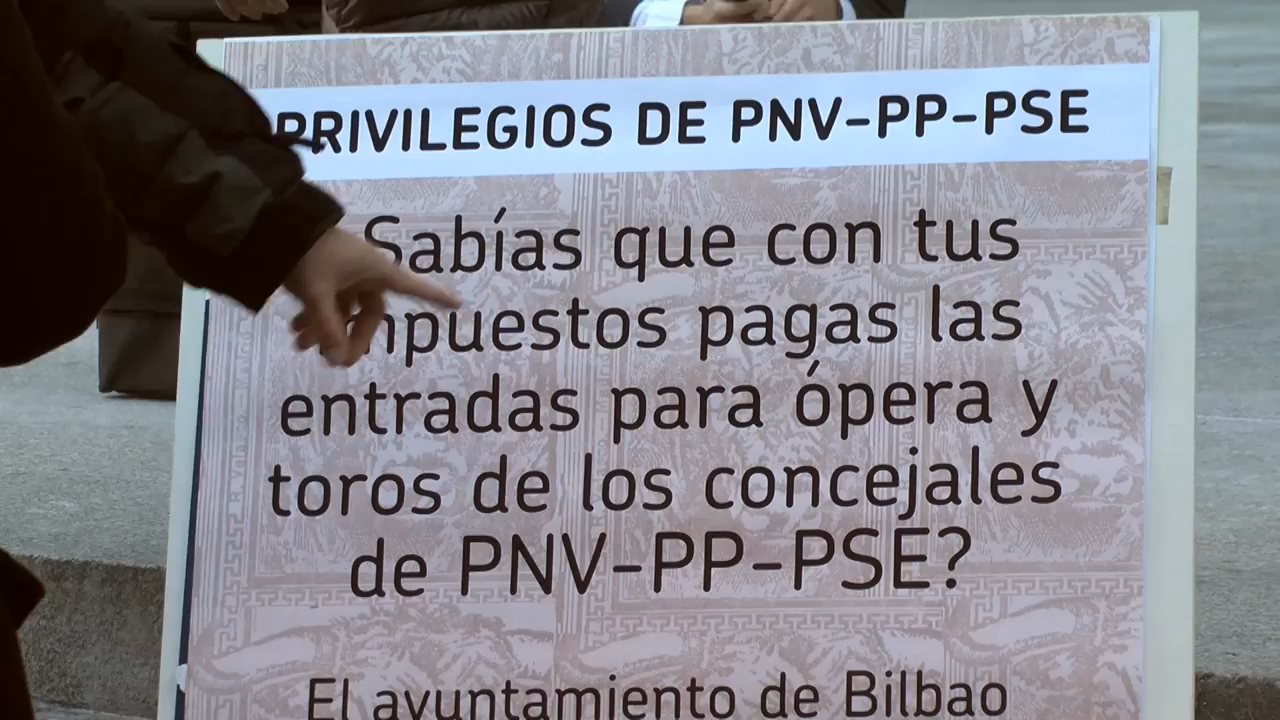 PRIVILEGIOS DE PNV-PP-PSE
Sabías que con tus
impuestos pagas las
entradas para ópera y
toros de los concejales
de PNV-PP-PSE?
El ayuntamiento de Bilbao